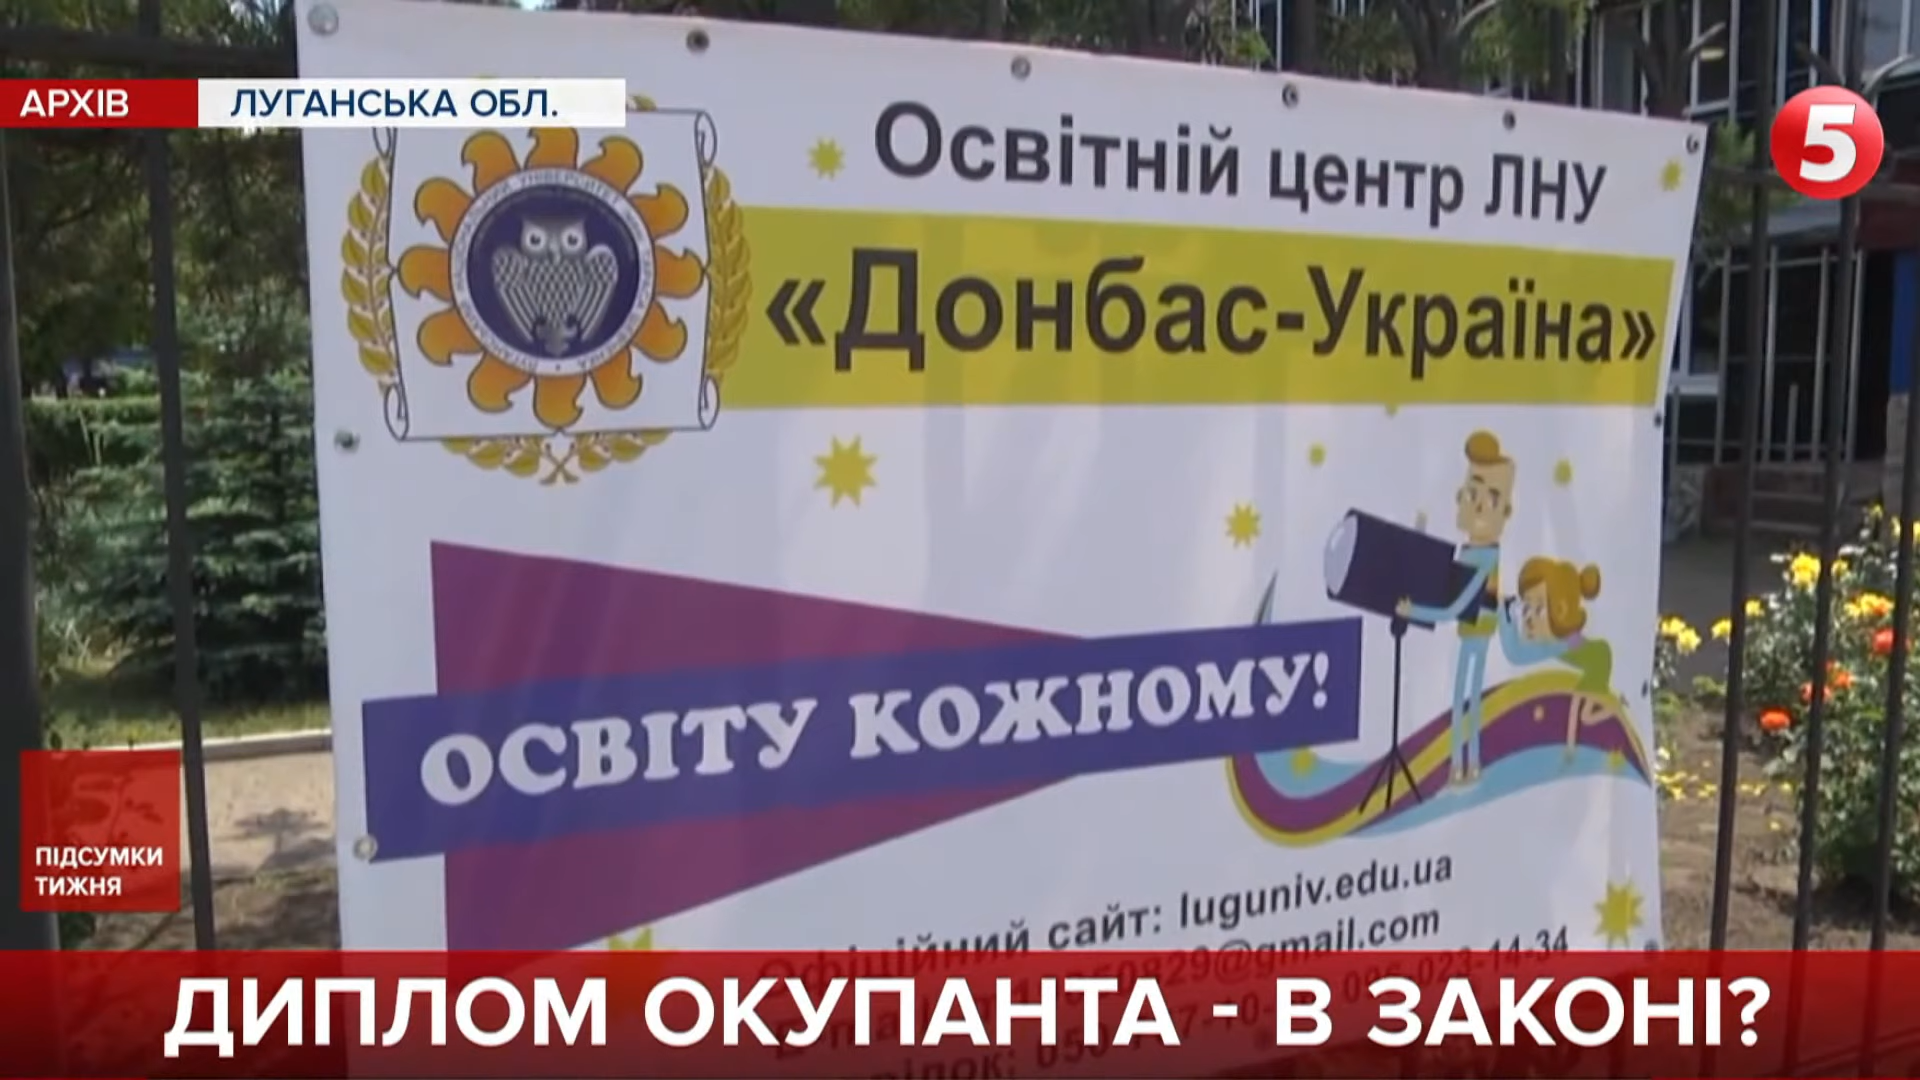 АРХІВ
ЛУГАНСЬКА ОБЛ.
5
Освітній центр ЛНУ
«Донбас-Україна»
ОСВІТУ КОЖНОМУ!
Офіційний сайт: luguniv.edu.ua
@gmail.com
ПІДСУМКИ
ТИЖНЯ
ДИПЛОМ ОКУПАНТА - В ЗАКОНІ?